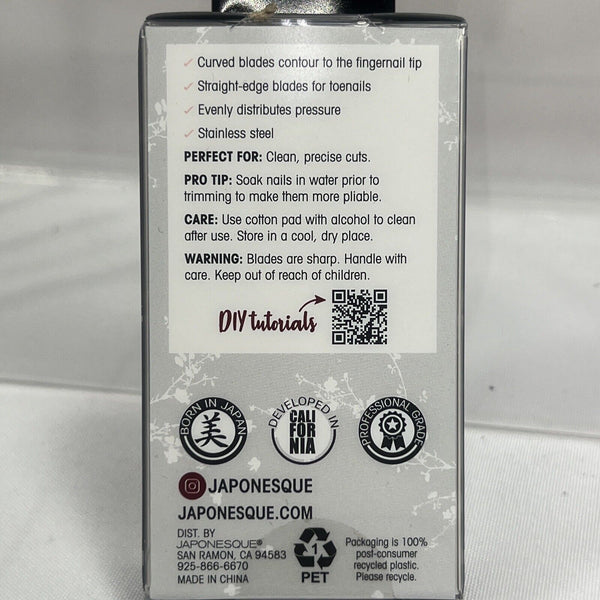 Curved blades contour to the fingernail tip
Straight-edge blades for toenails
Evenly distributes pressure
Stainless steel
PERFECT FOR: Clean, precise cuts.
PRO TIP: Soak nails in water prior to
trimming to make them more pliable.
CARE: Use cotton pad with alcohol to clean
after use. Store in a cool, dry place.
WARNING: Blades are sharp. Handle with
care. Keep out of reach of children.
DIY tutorials
BORN IN JAPAN
美
DEVELOPED IN
CALI
FOR
NIA
PROFESSIONAL GRADE
JAPONESQUE
JAPONESQUE.COM
DIST. BY
JAPONESQUE®
SAN RAMON, CA 94583
925-866-6670
MADE IN CHINA
1
PET
Packaging is 100%
post-consumer
recycled plastic.
Please recycle.